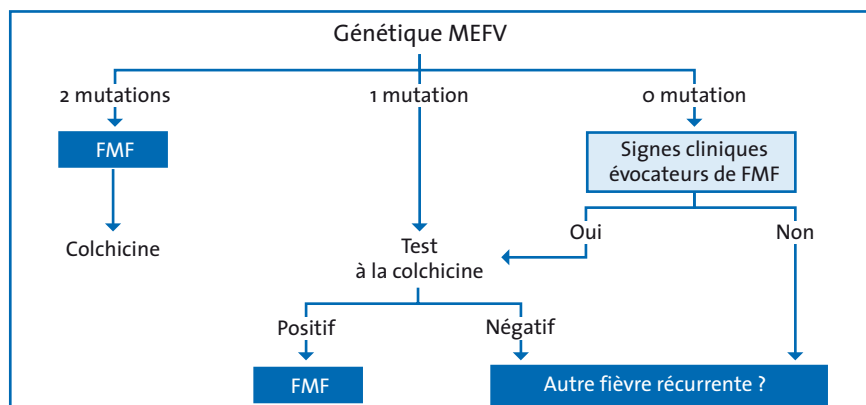 Génétique MEFV
2 mutations
1 mutation
0 mutation
FMF
Signes cliniques
évocateurs de FMF
Colchicine
Oui
Non
Test
à la colchicine
Positif
Négatif
FMF
Autre fièvre récurrente ?